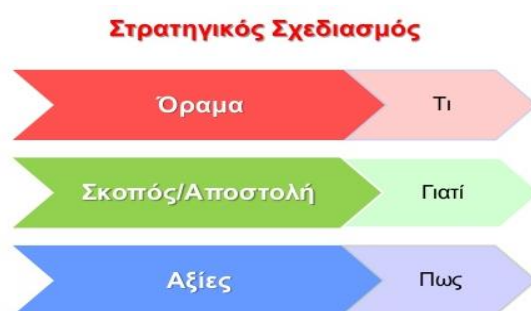 Στρατηγικός Σχεδιασμός
Όραμα
Τι
Σκοπός/Αποστολή
Γιατί
Αξίες
Πως